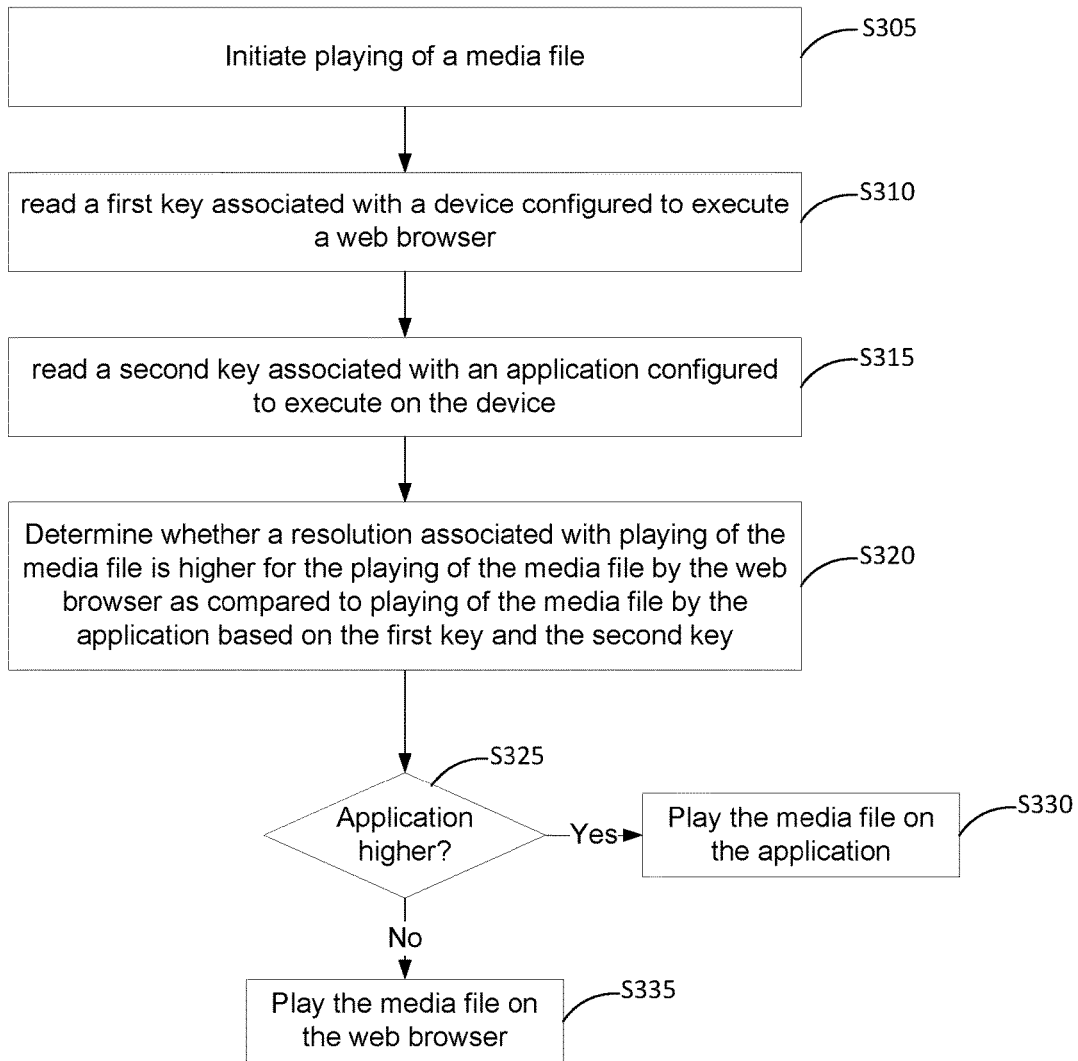 Initiate playing of a media file
S305
read a first key associated with a device configured to execute
a web browser
S310
read a second key associated with an application configured
to execute on the device
S315
Determine whether a resolution associated with playing of the
media file is higher for the playing of the media file by the web
browser as compared to playing of the media file by the
application based on the first key and the second key
S320
S325
Application
higher?
Yes
Play the media file on
the application
S330
No
Play the media file on
the web browser
S335